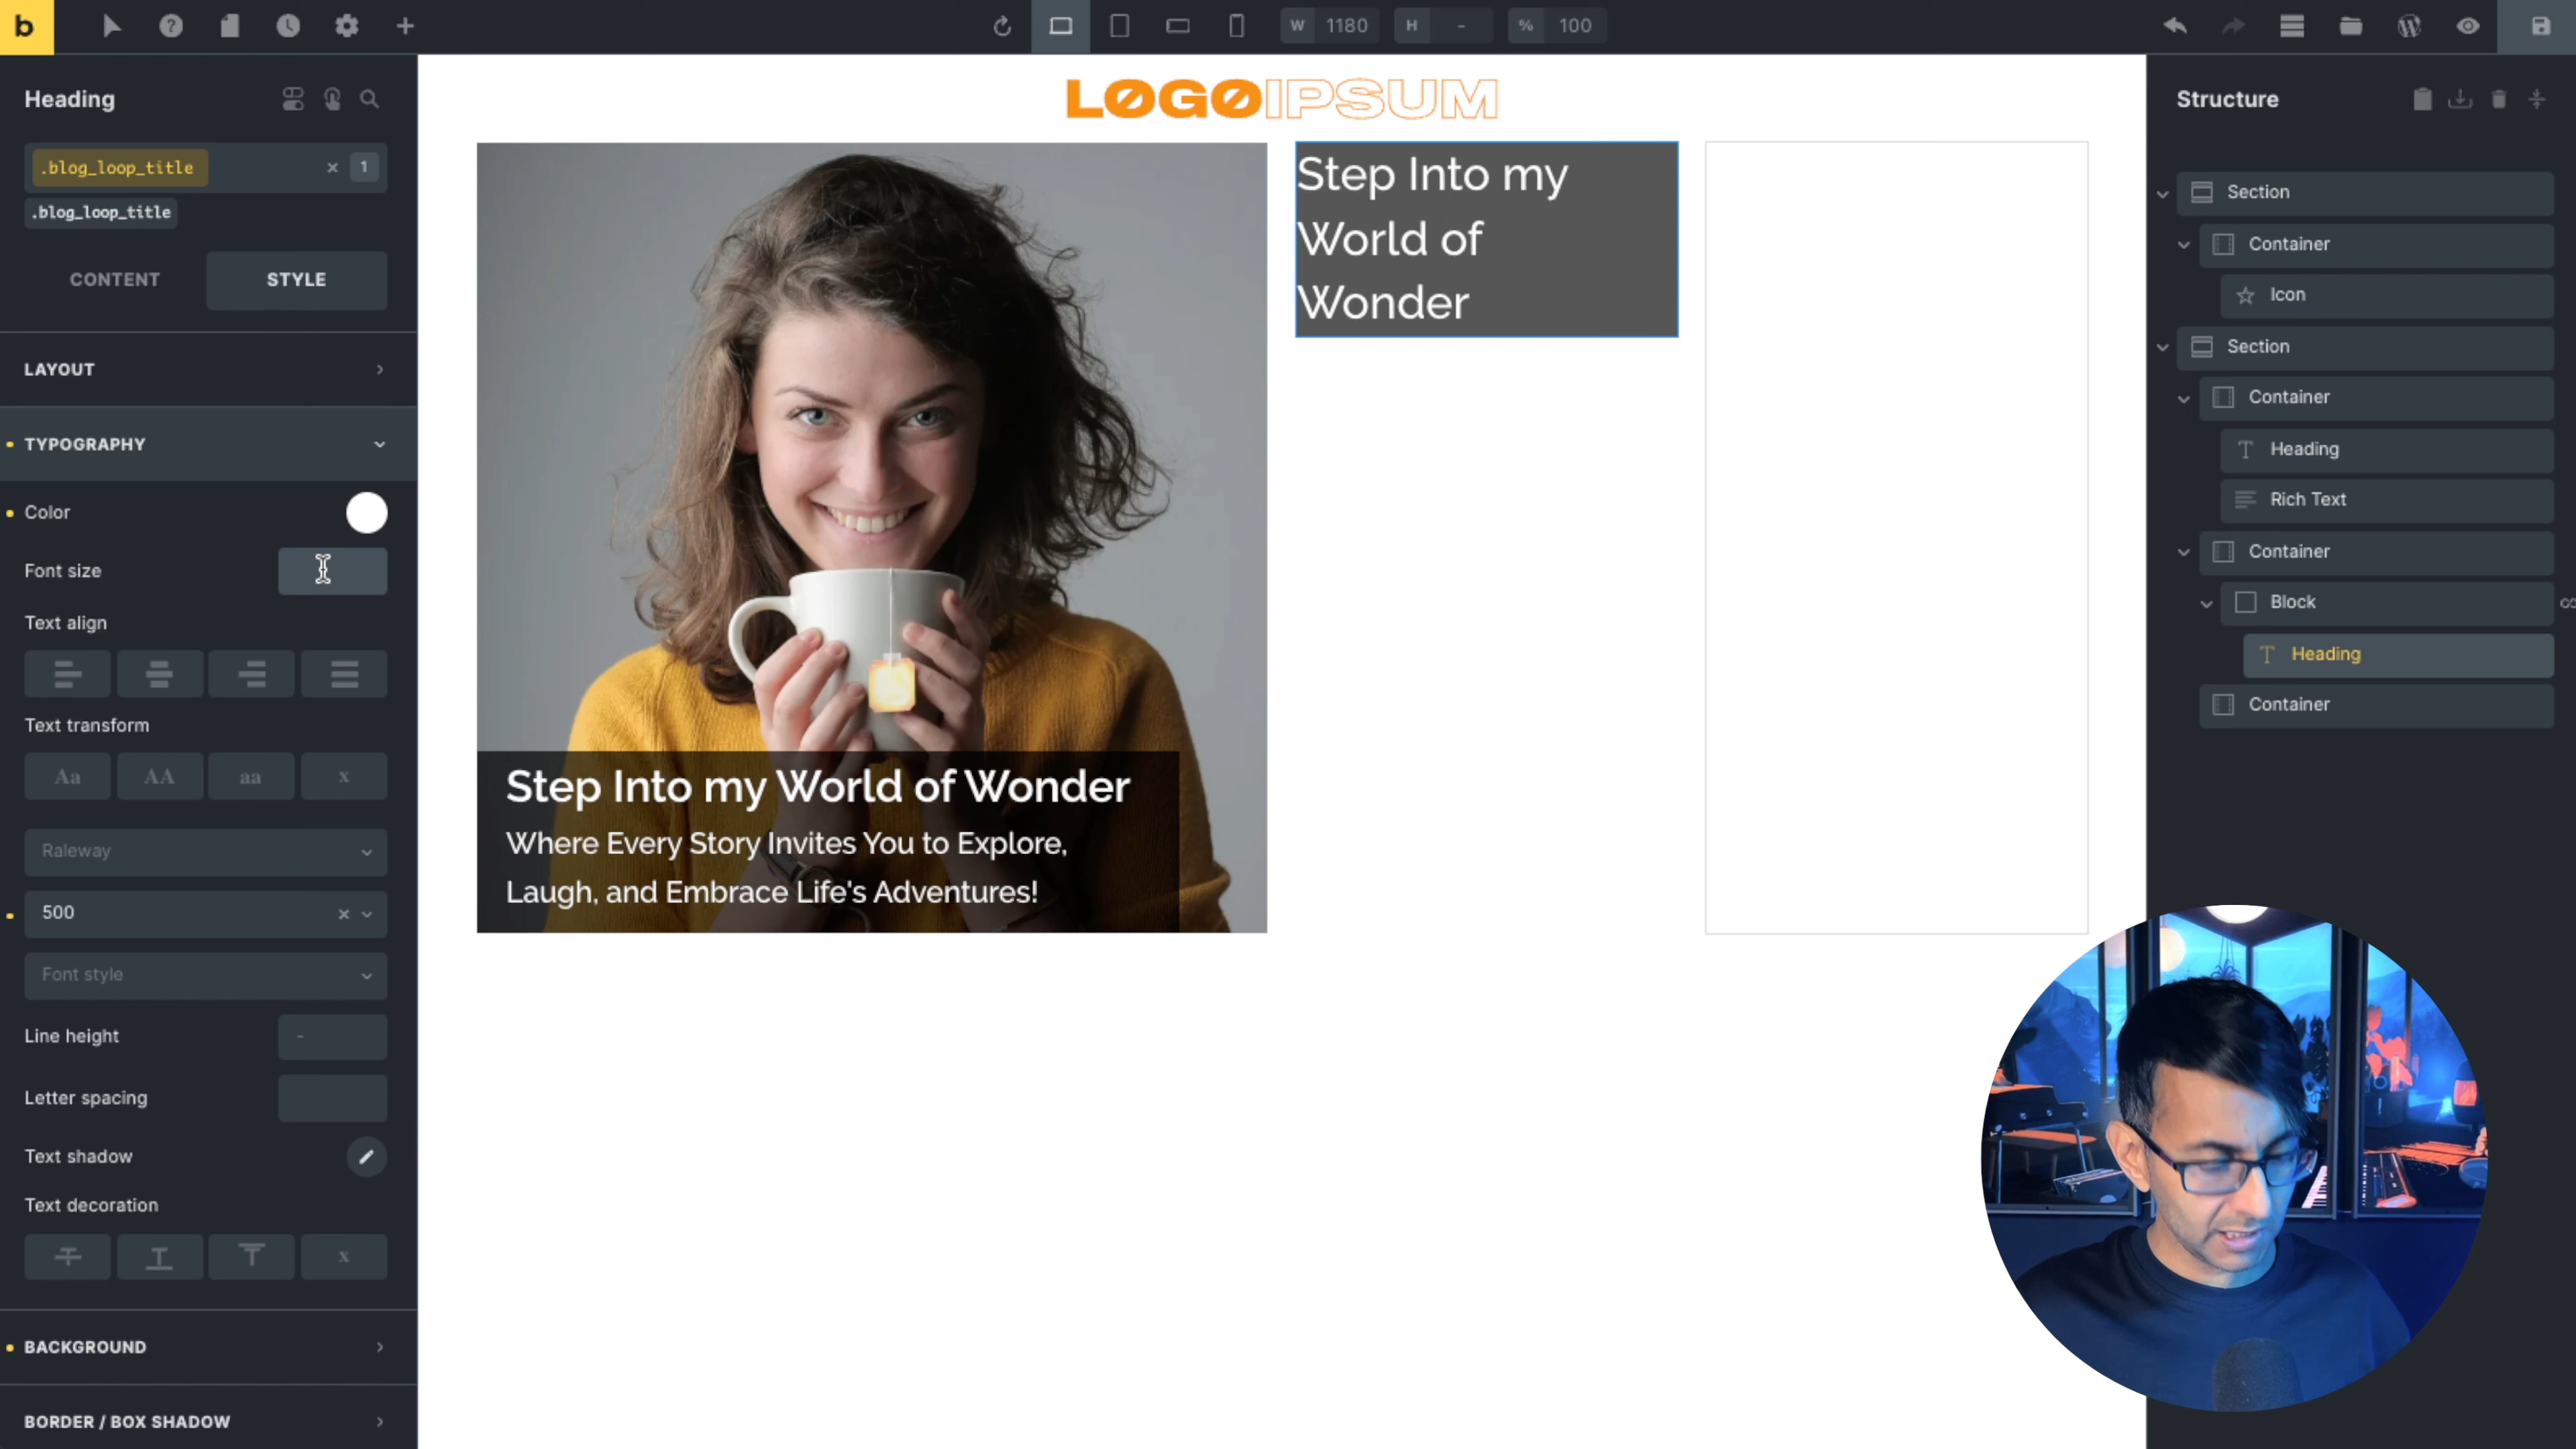 b
W 1180 H - % 100
Heading
.blog_loop_title × 1
.blog_loop_title
CONTENT STYLE
LAYOUT
TYPOGRAPHY
Color
Font size
Text align
Text transform
Aa AA aa x
Raleway
500 ×
Font style
Line height -
Letter spacing
Text shadow
Text decoration
x
BACKGROUND
BORDER / BOX SHADOW
LOGOIPSUM
Step Into my World of Wonder
Where Every Story Invites You to Explore,
Laugh, and Embrace Life's Adventures!
Step Into my
World of
Wonder
Structure
Section
Container
Icon
Section
Container
Heading
Rich Text
Container
Block
Heading
Container